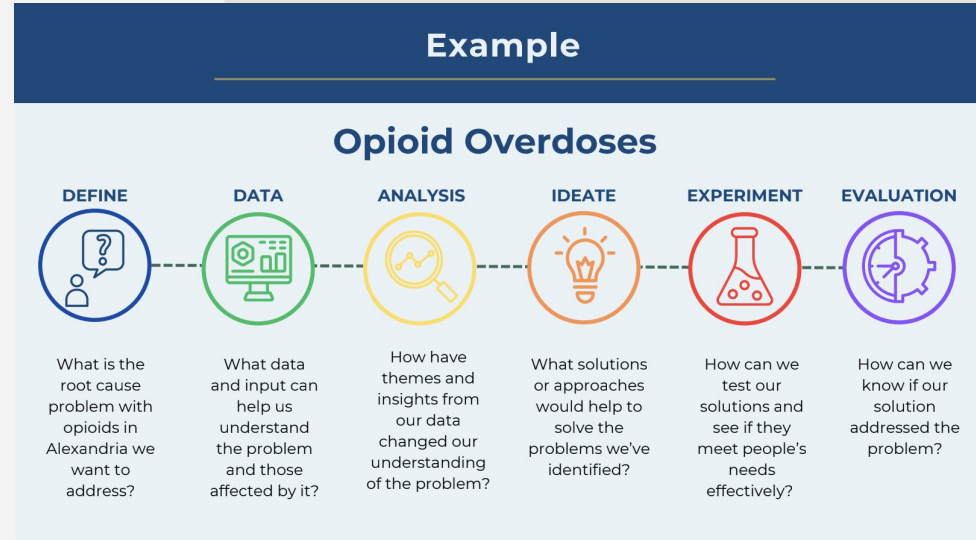 Example
Opioid Overdoses
DEFINE
What is the
root cause
problem with
opioids in
Alexandria we
want to
address?
DATA
What data
and input can
help us
understand
the problem
and those
affected by it?
ANALYSIS
How have
themes and
insights from
our data
changed our
understanding
of the problem?
IDEATE
What solutions
or approaches
would help to
solve the
problems we've
identified?
EXPERIMENT
How can we
test our
solutions and
see if they
meet people's
needs
effectively?
EVALUATION
How can we
know if our
solution
addressed the
problem?